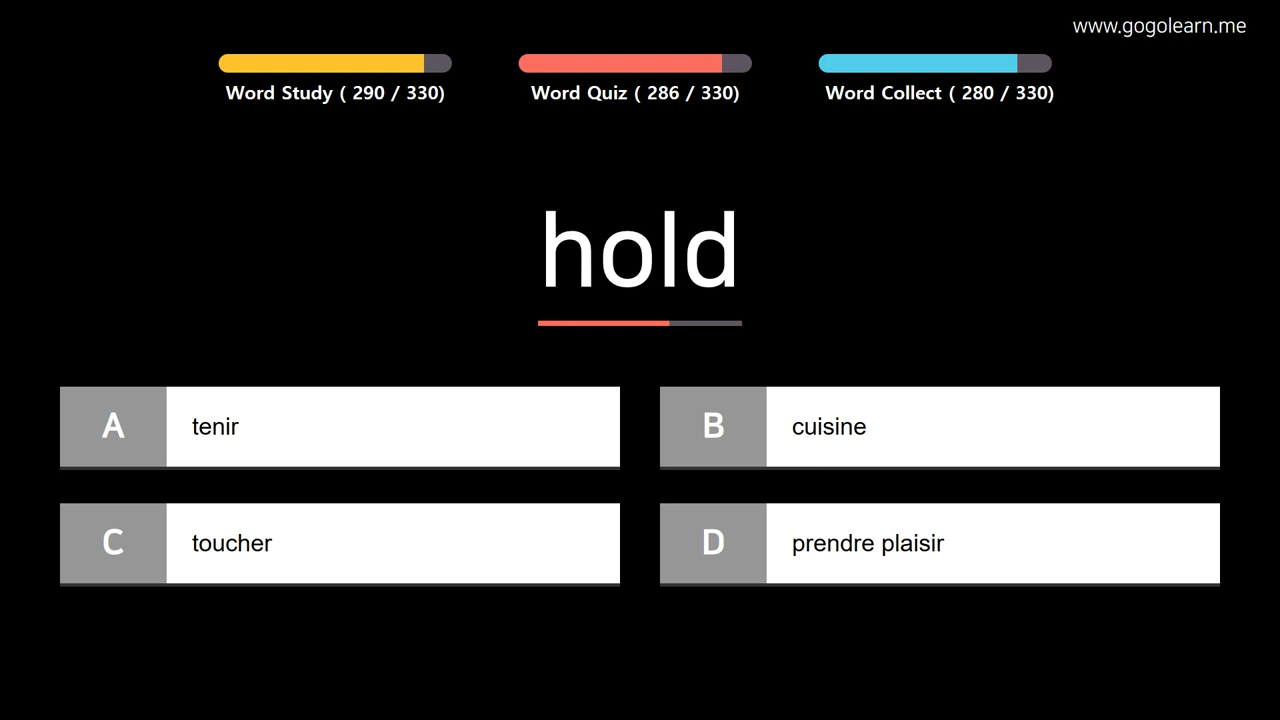 www.gogolearn.me
Word Study ( 290 / 330)
Word Quiz ( 286 / 330)
Word Collect ( 280 / 330)
hold
A tenir
B cuisine
C toucher
D prendre plaisir